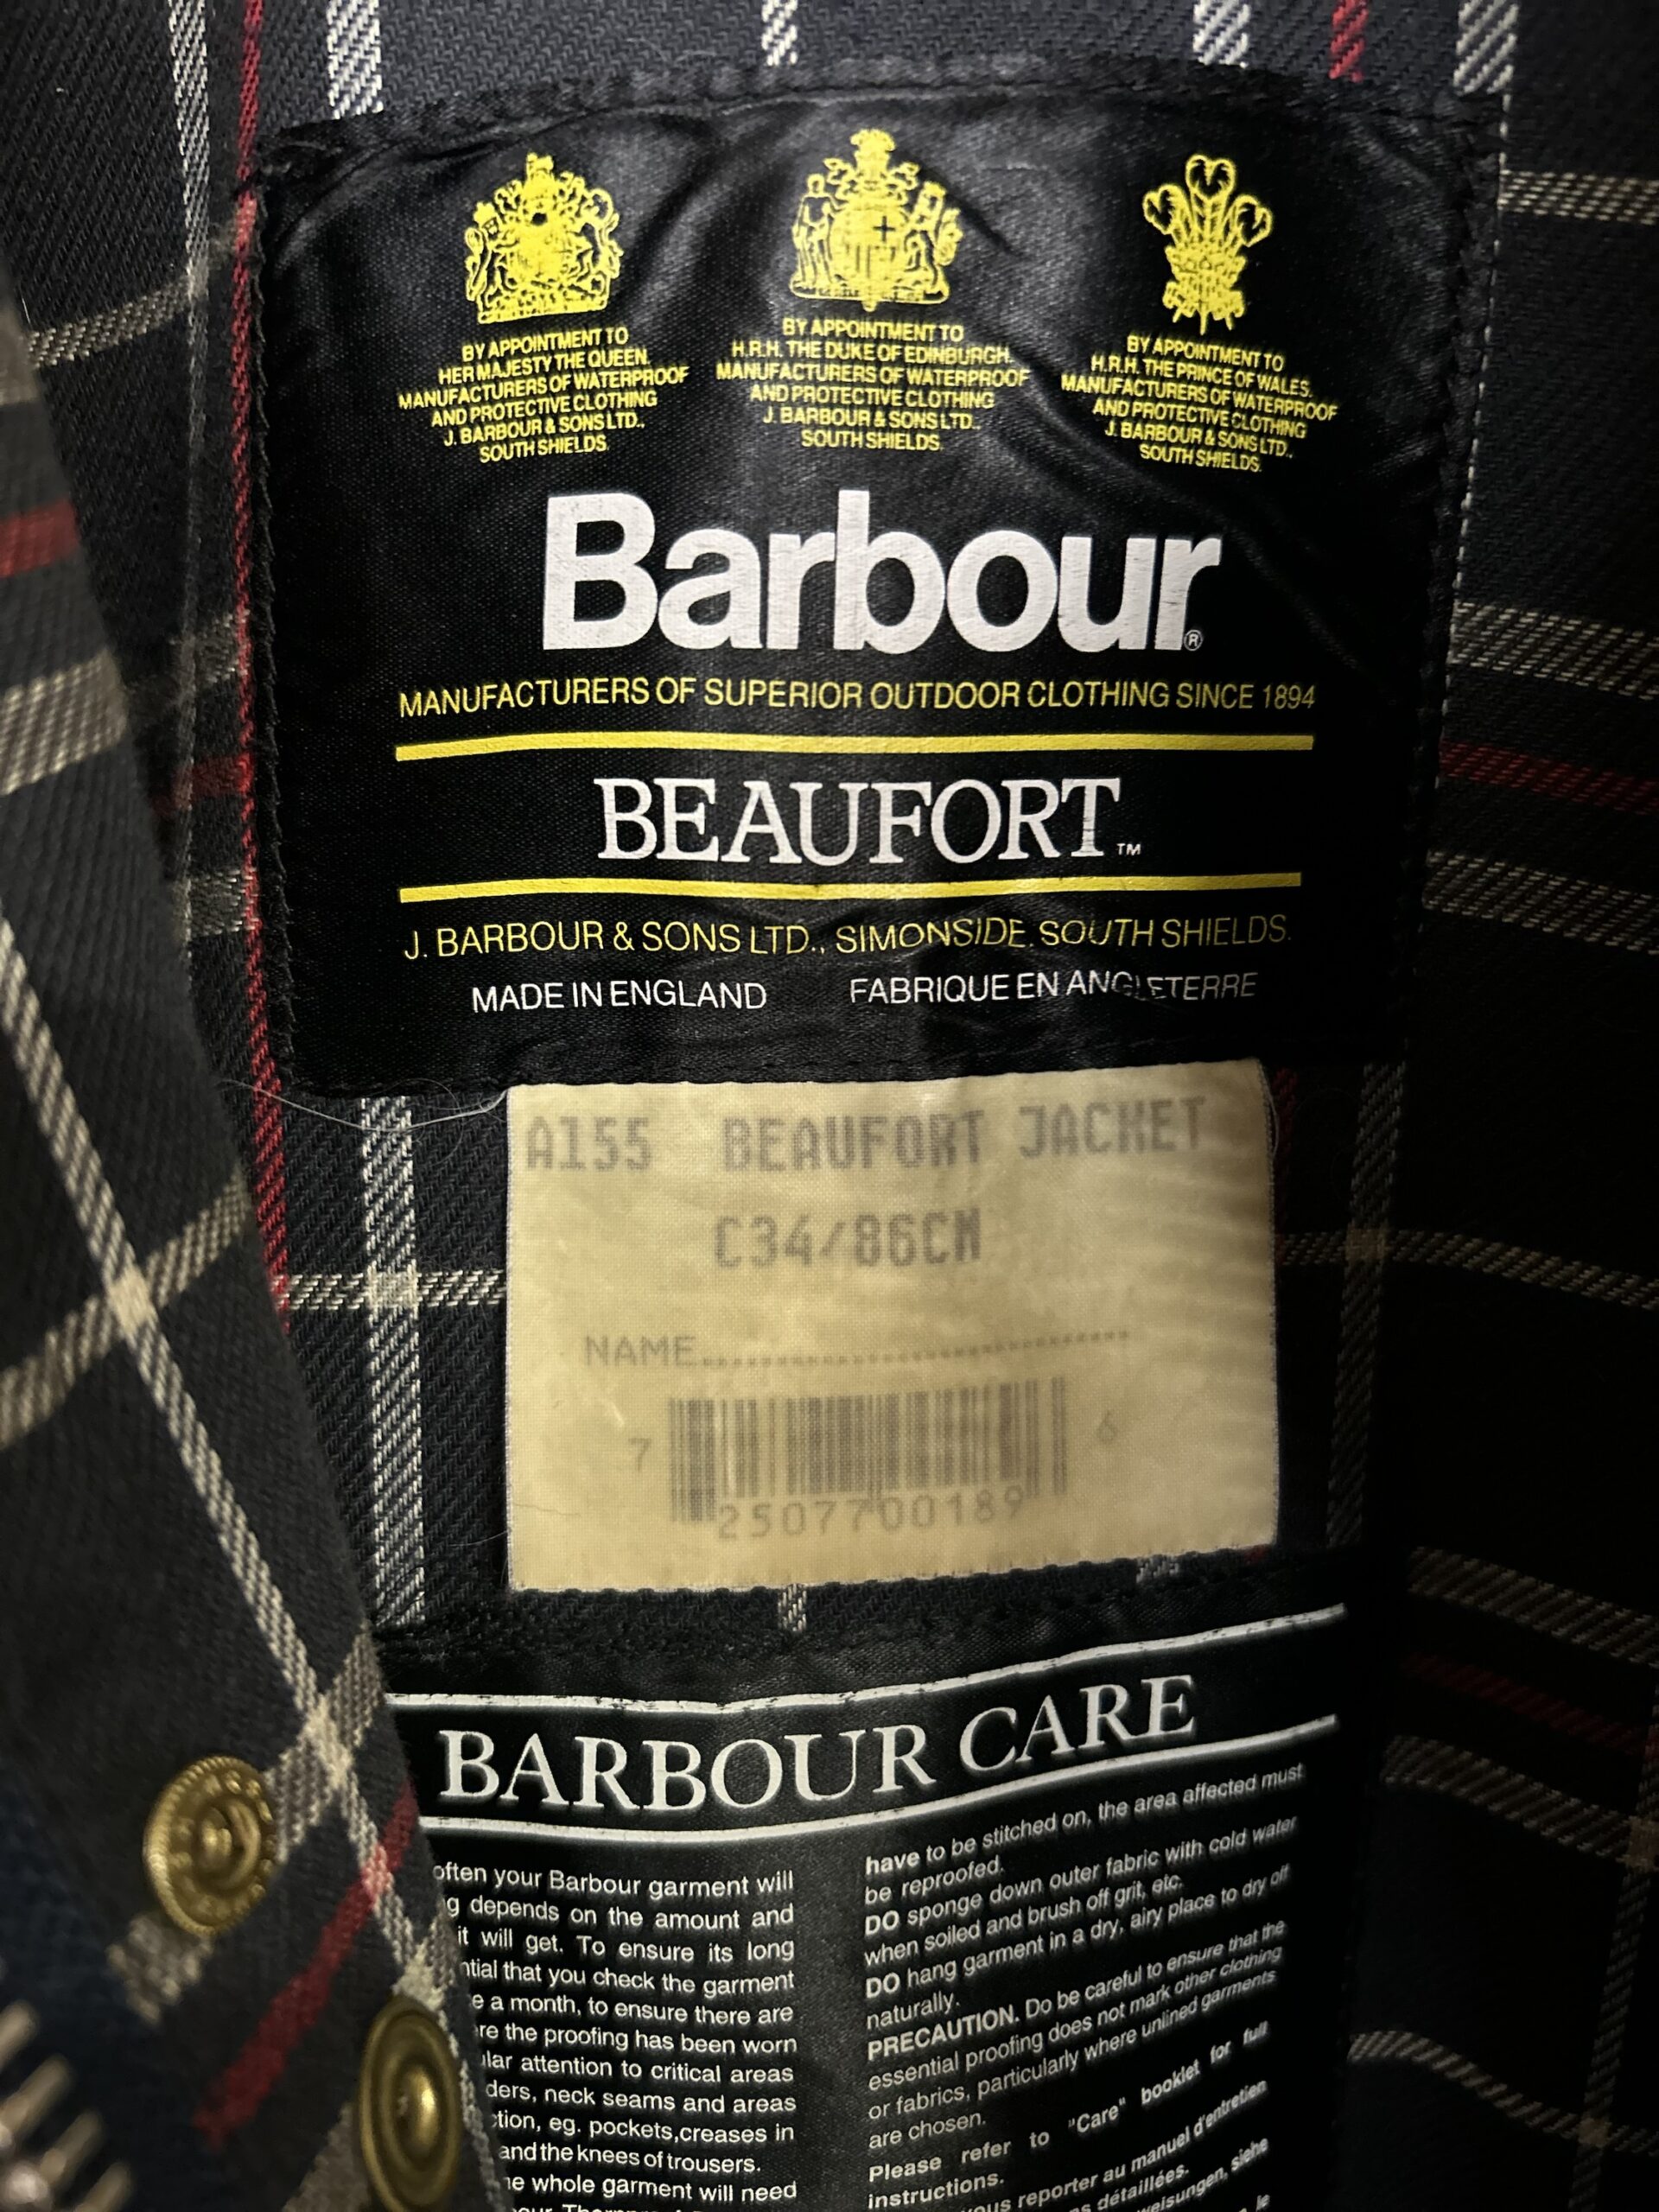 BY APPOINTMENT TO
HER MAJESTY THE QUEEN.
MANUFACTURERS OF WATERPROOF
AND PROTECTIVE CLOTHING
J. BARBOUR & SONS LTD.,
SOUTH SHIELDS.
BY APPOINTMENT TO
H.R.H. THE DUKE OF EDINBURGH.
MANUFACTURERS OF WATERPROOF
AND PROTECTIVE CLOTHING
J. BARBOUR & SONS LTD.
SOUTH SHIELDS.
BY APPOINTMENT TO
H.R.H. THE PRINCE OF WALES.
MANUFACTURERS OF WATERPROOF
AND PROTECTIVE CLOTHING
J. BARBOUR & SONS LTD.,
SOUTH SHIELDS.
Barbour®
MANUFACTURERS OF SUPERIOR OUTDOOR CLOTHING SINCE 1894
BEAUFORT™
J. BARBOUR & SONS LTD., SIMONSIDE. SOUTH SHIELDS.
MADE IN ENGLAND FABRIQUE EN ANGLETERRE
A155 BEAUFORT JACKET
C34/86CM
NAME
7 2507700189 6
BARBOUR CARE
often your Barbour garment will
depends on the amount and
it will get. To ensure its long
that you check the garment
a month, to ensure there are
the proofing has been worn
attention to critical areas
neck seams and areas
eg. pockets,creases in
and the knees of trousers.
whole garment will need
have to be stitched on, the area affected must
be reproofed.
DO sponge down outer fabric with cold water
when soiled and brush off grit, etc.
DO hang garment in a dry, airy place to dry off
naturally.
PRECAUTION. Do be careful to ensure that the
essential proofing does not mark other clothing
or fabrics, particularly where unlined garments
are chosen.
Please refer to "Care" booklet for full
instructions.
reporter au manuel d'entretien
détaillées.
siehe